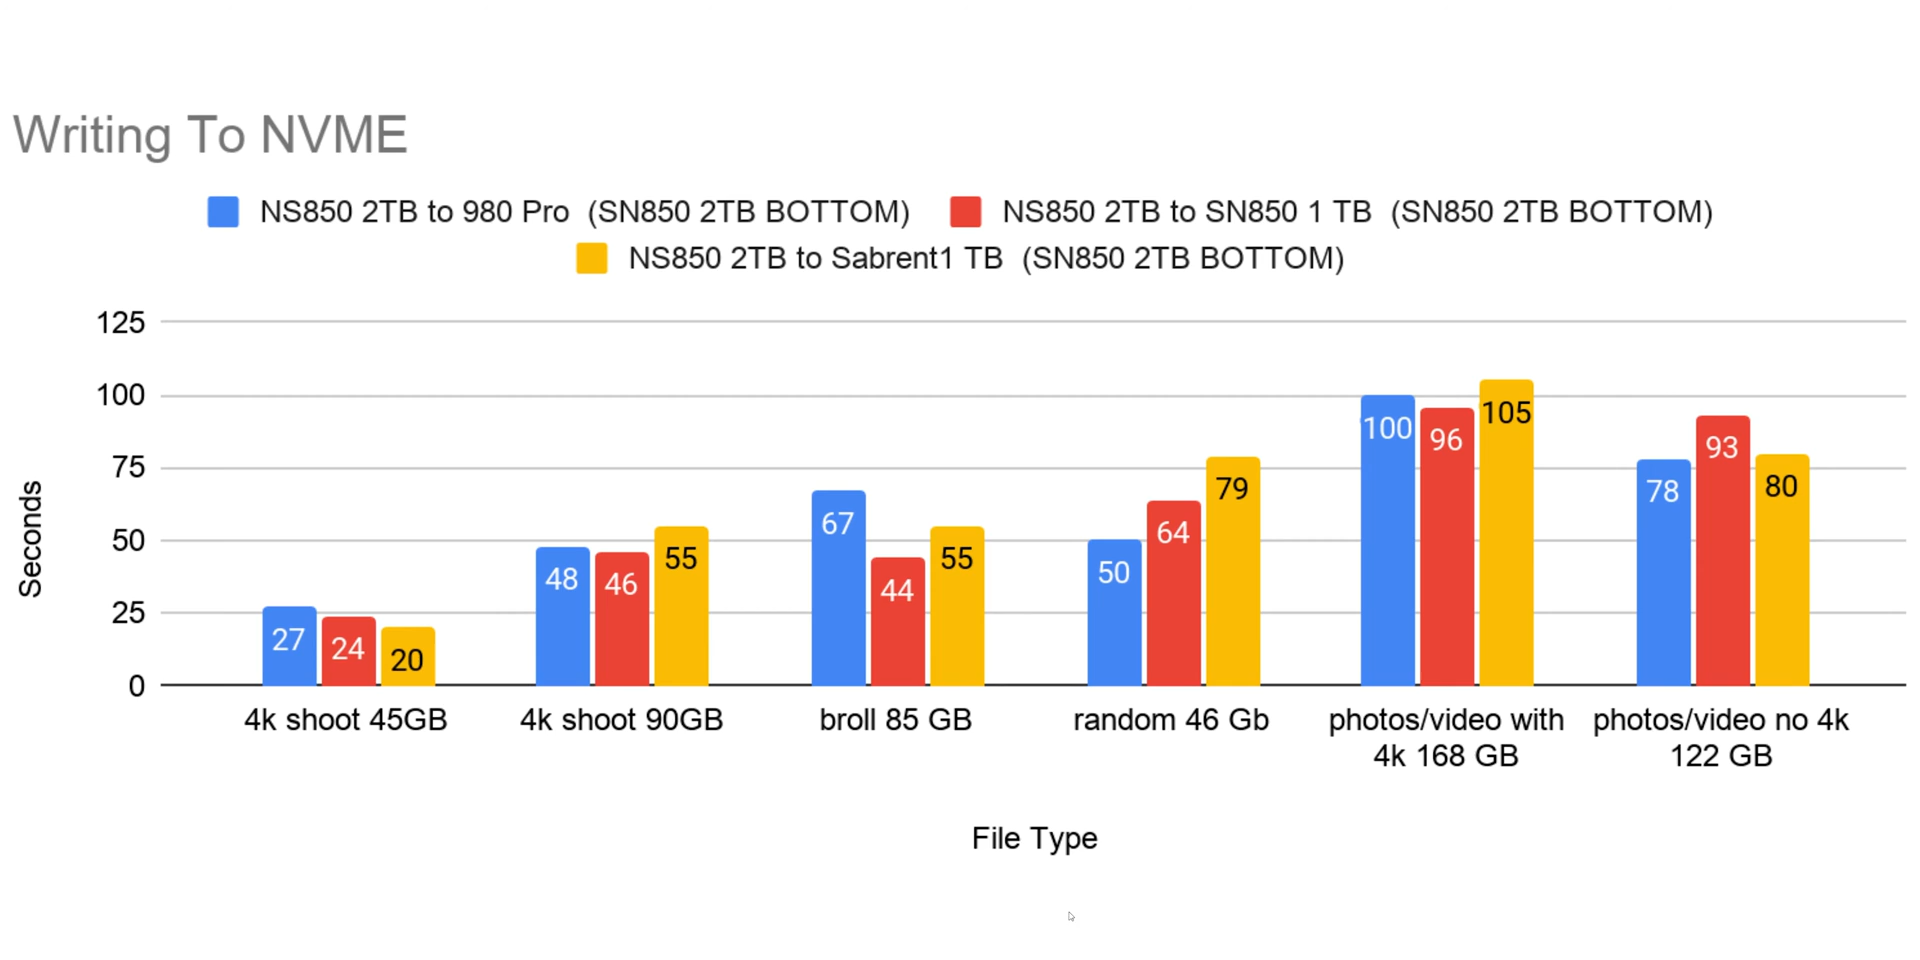 Writing To NVME
NS850 2TB to 980 Pro (SN850 2TB BOTTOM)
NS850 2TB to SN850 1 TB (SN850 2TB BOTTOM)
NS850 2TB to Sabrent1 TB (SN850 2TB BOTTOM)
125
100
75
50
25
0
Seconds
27
24
20
48
46
55
67
44
55
50
64
79
100
96
105
78
93
80
4k shoot 45GB
4k shoot 90GB
broll 85 GB
random 46 Gb
photos/video with
4k 168 GB
photos/video no 4k
122 GB
File Type